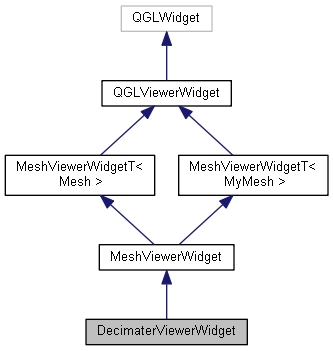 QGLWidget
QGLViewerWidget
MeshViewerWidgetT<
Mesh >
MeshViewerWidgetT<
MyMesh >
MeshViewerWidget
DecimaterViewerWidget